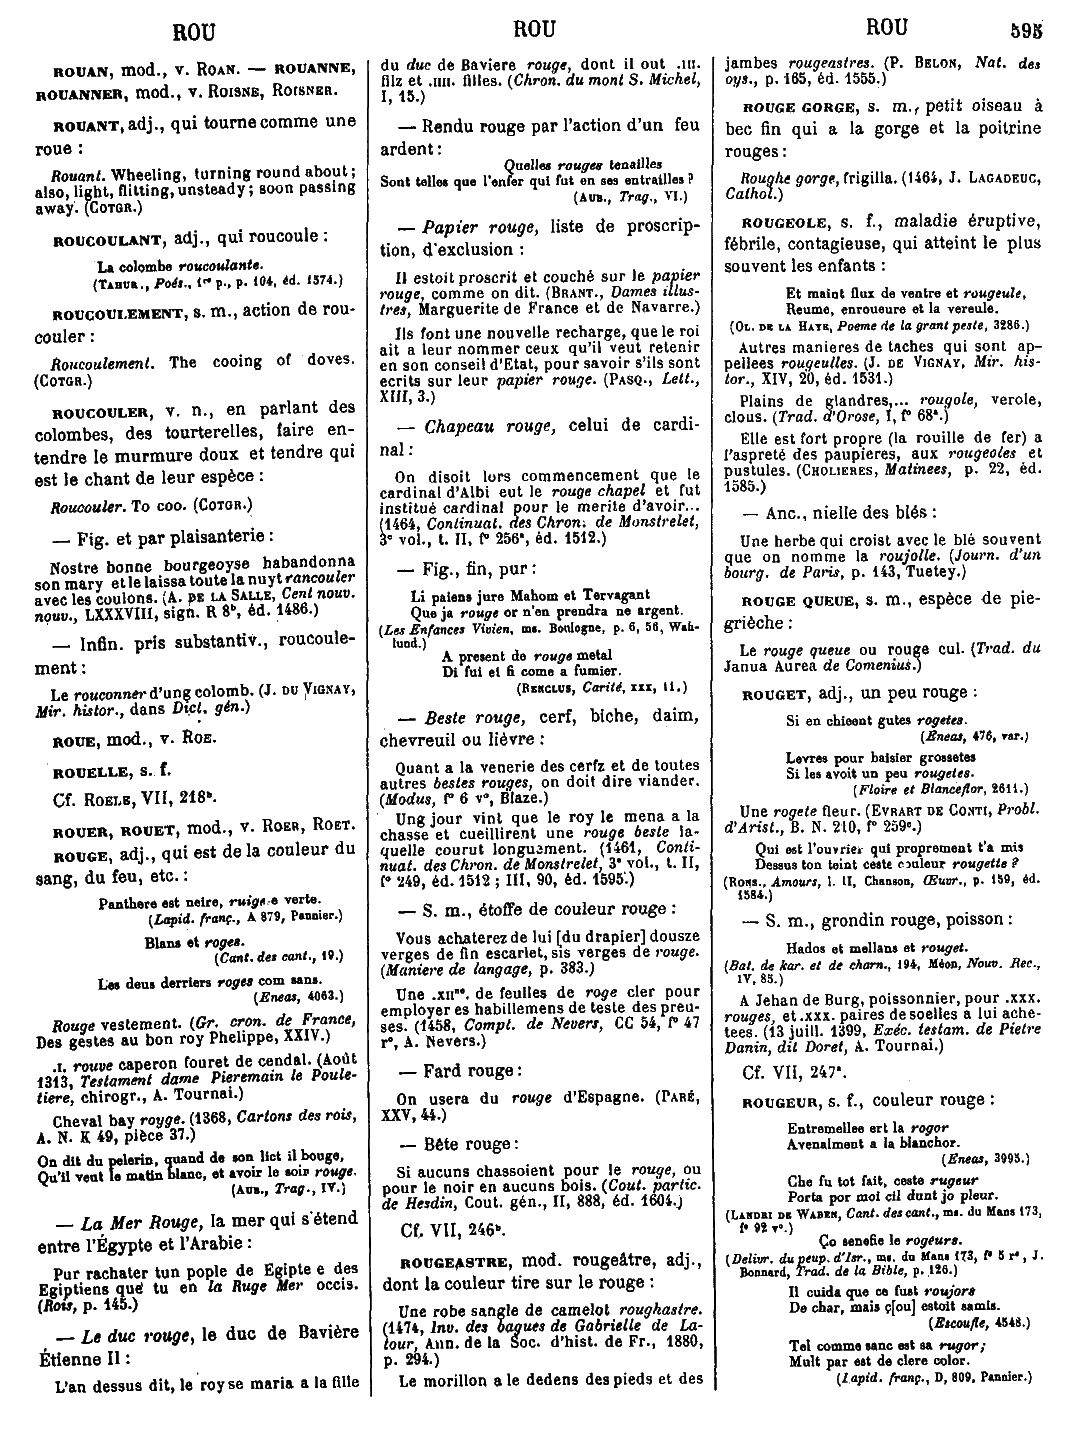 ROU
ROU
ROU
595
ROUAN, mod., v. ROAN. — ROUANNE,
ROUANNER, mod., v. ROISNE, ROISNER.
ROUANT, adj., qui tourne comme une
roue :
Rouant. Wheeling, turning round about ;
also, light, flitting, unsteady ; soon passing
away. (COTGR.)
ROUCOULANT, adj., qui roucoule :
La colombe roucoulante.
(TAHUR., Poés., 1re p., p. 104, éd. 1574.)
ROUCOULEMENT, s. m., action de rou-
couler :
Roucoulement. The cooing of doves.
(COTGR.)
ROUCOULER, v. n., en parlant des
colombes, des tourterelles, faire en-
tendre le murmure doux et tendre qui
est le chant de leur espèce :
Roucouler. To coo. (COTGR.)
— Fig. et par plaisanterie :
Nostre bonne bourgeoyse habandonna
son mary et le laissa toute la nuyt rancouler
avec les coulons. (A. DE LA SALLE, Cent nouv.
nouv., LXXXVIII, sign. R 8b, éd. 1486.)
— Infin. pris substantiv., roucoule-
ment :
Le rouconner d'ung colomb. (J. DU VIGNAY,
Mir. histor., dans Dict. gén.)
ROUE, mod., v. ROE.
ROUELLE, s. f.
Cf. ROELE, VII, 218b.
ROUER, ROUET, mod., v. ROER, ROET.
ROUGE, adj., qui est de la couleur du
sang, du feu, etc. :
Panthere est neire, ruige e verte.
(Lapid. franç., A 879, Pannier.)
Blans et roges.
(Cant. des cant., 19.)
Les deus derriers roges com sans.
(Eneas, 4063.)
Rouge vestement. (Gr. cron. de France,
Des gestes au bon roy Phelippe, XXIV.)
.I. rouve caperon fouret de cendal. (Août
1313, Testament dame Pieremain le Poule-
tiere, chirogr., A. Tournai.)
Cheval bay royge. (1368, Cartons des rois,
A. N. K 49, pièce 37.)
On dit du pelerin, quand de son lict il bouge,
Qu'il veut le matin blanc, et avoir le soir rouge.
(AUB., Trag., IV.)
— La Mer Rouge, la mer qui s'étend
entre l'Égypte et l'Arabie :
Pur rachater tun pople de Egipte e des
Egiptiens que tu en la Ruge Mer occis.
(Rois, p. 145.)
— Le duc rouge, le duc de Bavière
Étienne II :
L'an dessus dit, le roy se maria a la fille
du duc de Baviere rouge, dont il out .III.
filz et .IIII. filles. (Chron. du mont S. Michel,
I, 15.)
— Rendu rouge par l'action d'un feu
ardent :
Quelles rouges tenailles
Sont telles que l'enfer qui fut en ses entrailles ?
(AUB., Trag., VI.)
— Papier rouge, liste de proscrip-
tion, d'exclusion :
Il estoit proscrit et couché sur le papier
rouge, comme on dit. (BRANT., Dames illus-
tres, Marguerite de France et de Navarre.)
Ils font une nouvelle recharge, que le roi
ait a leur nommer ceux qu'il veut retenir
en son conseil d'Etat, pour savoir s'ils sont
ecrits sur leur papier rouge. (PASQ., Lett.,
XIII, 3.)
— Chapeau rouge, celui de cardi-
nal :
On disoit lors commencement que le
cardinal d'Albi eut le rouge chapel et fut
institué cardinal pour le merite d'avoir...
(1464, Continuat. des Chron. de Monstrelet,
3e vol., t. II, fo 256a, éd. 1512.)
— Fig., fin, pur :
Li paiens jure Mahom et Tervagant
Que ja rouge or n'en prendra ne argent.
(Les Enfances Vivien, ms. Boulogne, p. 6, 56, Wah-
lund.)
A present de rouge metal
Di fui et fi come a fumier.
(RENCLUS, Carité, XXX, 11.)
— Beste rouge, cerf, biche, daim,
chevreuil ou lièvre :
Quant a la venerie des cerfz et de toutes
autres bestes rouges, on doit dire viander.
(Modus, fo 6 vo, Blaze.)
Ung jour vint que le roy le mena a la
chasse et cueillirent une rouge beste la-
quelle courut longuement. (1461, Conti-
nuat. des Chron. de Monstrelet, 3e vol., t. II,
fo 249, éd. 1512 ; III, 90, éd. 1595.)
— S. m., étoffe de couleur rouge :
Vous achaterez de lui [du drapier] dousze
verges de fin escarlet, sis verges de rouge.
(Maniere de langage, p. 383.)
Une .XIIne. de feulles de roge cler pour
employer es habillemens de teste des preu-
ses. (1458, Compt. de Nevers, CC 54, fo 47
ro, A. Nevers.)
— Fard rouge :
On usera du rouge d'Espagne. (PARÉ,
XXV, 44.)
— Bête rouge :
Si aucuns chassoient pour le rouge, ou
pour le noir en aucuns bois. (Cout. partic.
de Hesdin, Cout. gén., II, 888, éd. 1604.)
Cf. VII, 246b.
ROUGEASTRE, mod. rougeâtre, adj.,
dont la couleur tire sur le rouge :
Une robe sangle de camelot roughastre.
(1474, Inv. des bagues de Gabrielle de La-
tour, Ann. de la Soc. d'hist. de Fr., 1880,
p. 294.)
Le morillon a le dedens des pieds et des
jambes rougeastres. (P. BELON, Nat. des
oys., p. 165, éd. 1555.)
ROUGE GORGE, s. m., petit oiseau à
bec fin qui a la gorge et la poitrine
rouges :
Roughe gorge, frigilla. (1464, J. LAGADEUC,
Cathol.)
ROUGEOLE, s. f., maladie éruptive,
fébrile, contagieuse, qui atteint le plus
souvent les enfants :
Et maint flux de ventre et rougeule,
Reume, enroueure et la vereule.
(OL. DE LA HAYE, Poeme de la grant peste, 3286.)
Autres manieres de taches qui sont ap-
pellees rougeulles. (J. DE VIGNAY, Mir. his-
tor., XIV, 20, éd. 1531.)
Plains de glandres,... rougole, verole,
clous. (Trad. d'Orose, I, fo 68a.)
Elle est fort propre (la rouille de fer) a
l'aspreté des paupieres, aux rougeoles et
pustules. (CHOLIERES, Matinees, p. 22, éd.
1585.)
— Anc., nielle des blés :
Une herbe qui croist avec le blé souvent
que on nomme la roujolle. (Journ. d'un
bourg. de Paris, p. 143, Tuetey.)
ROUGE QUEUE, s. m., espèce de pie-
grièche :
Le rouge queue ou rouge cul. (Trad. du
Janua Aurea de Comenius.)
ROUGET, adj., un peu rouge :
Si en chieent gutes rogetes.
(Eneas, 476, var.)
Levres pour baisier grossetes
Si les avoit un peu rougetes.
(Floire et Blanceflor, 2611.)
Une rogete fleur. (EVRART DE CONTI, Probl.
d'Arist., B. N. 210, fo 259c.)
Qui est l'ouvrier qui proprement t'a mis
Dessus ton teint ceste couleur rougette ?
(RONS., Amours, l. II, Chanson, Œuvr., p. 159, éd.
1584.)
— S. m., grondin rouge, poisson :
Hados et mellans et rouget.
(Bat. de kar. et de charn., 194, Méon, Nouv. Rec.,
IV, 85.)
A Jehan de Burg, poissonnier, pour .XXX.
rouges, et .XXX. paires de soelles a lui ache-
tees. (13 juill. 1399, Exéc. testam. de Pietre
Danin, dit Doret, A. Tournai.)
Cf. VII, 247a.
ROUGEUR, s. f., couleur rouge :
Entremellee ert la rogor
Avenalment a la blanchor.
(Eneas, 3995.)
Che fu tot fait, ceste rugeur
Porta por moi cil dunt jo pleur.
(LANDRI DE WABEN, Cant. des cant., ms. du Mans 173,
fo 92 vo.)
Ço senefie le rogeurs.
(Delivr. du peup. d'Isr., ms. du Mans 173, fo 5 ro, J.
Bonnard, Trad. de la Bible, p. 126.)
Il cuida que ce fust roujors
De char, mais ç[ou] estoit samis.
(Escoufle, 4548.)
Tel comme sanc est sa rugor ;
Mult par est de clere color.
(Lapid. franç., D, 809, Pannier.)